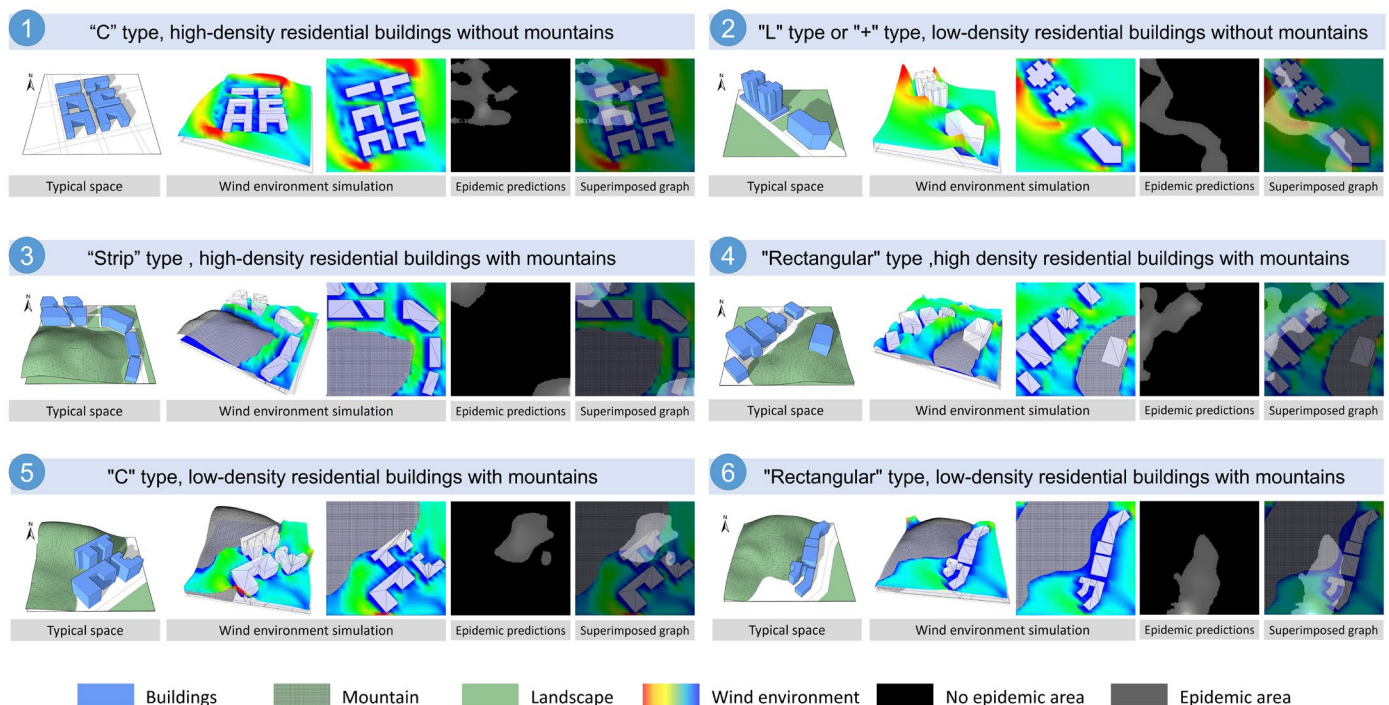 1
“C” type, high-density residential buildings without mountains
N
Typical space
Wind environment simulation
Epidemic predictions
Superimposed graph
2
"L" type or "+" type, low-density residential buildings without mountains
N
Typical space
Wind environment simulation
Epidemic predictions
Superimposed graph
3
“Strip” type , high-density residential buildings with mountains
N
Typical space
Wind environment simulation
Epidemic predictions
Superimposed graph
4
"Rectangular" type ,high density residential buildings with mountains
N
Typical space
Wind environment simulation
Epidemic predictions
Superimposed graph
5
"C" type, low-density residential buildings with mountains
N
Typical space
Wind environment simulation
Epidemic predictions
Superimposed graph
6
"Rectangular" type, low-density residential buildings with mountains
N
Typical space
Wind environment simulation
Epidemic predictions
Superimposed graph
Buildings
Mountain
Landscape
Wind environment
No epidemic area
Epidemic area